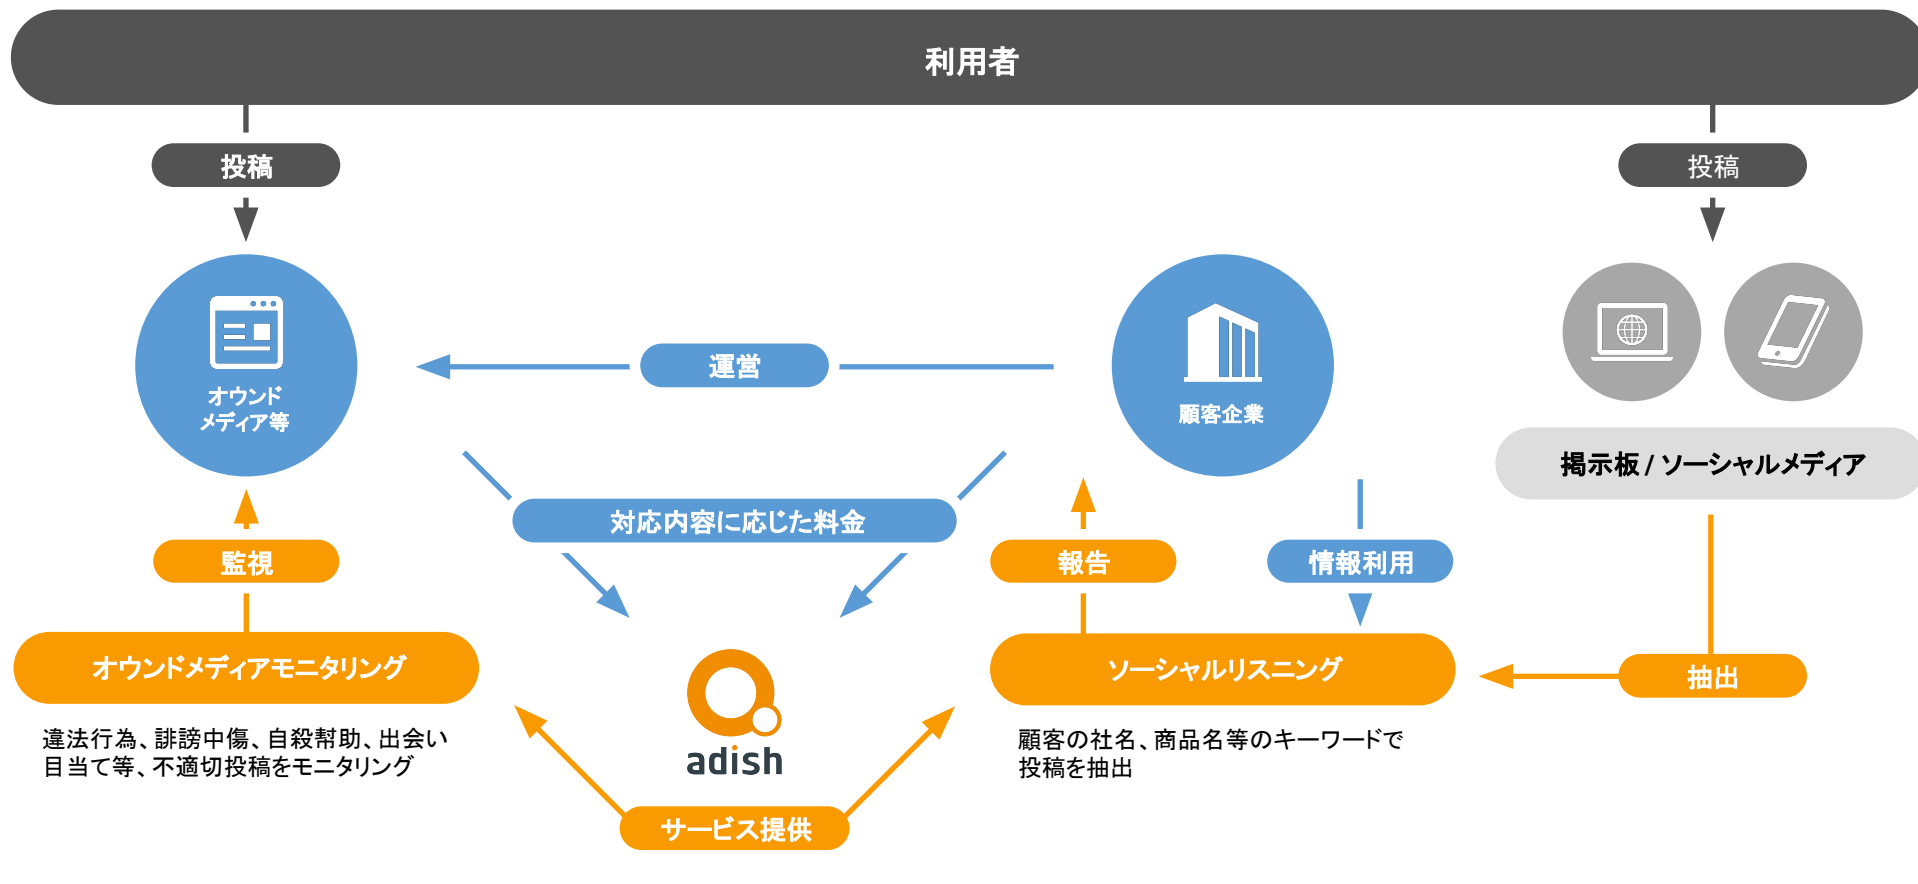 利用者
投稿
投稿
オウンド
メディア等
運営
顧客企業
掲示板 / ソーシャルメディア
対応内容に応じた料金
監視
報告
情報利用
オウンドメディアモニタリング
ソーシャルリスニング
抽出
違法行為、誹謗中傷、自殺幇助、出会い
目当て等、不適切投稿をモニタリング
adish
顧客の社名、商品名等のキーワードで
投稿を抽出
サービス提供